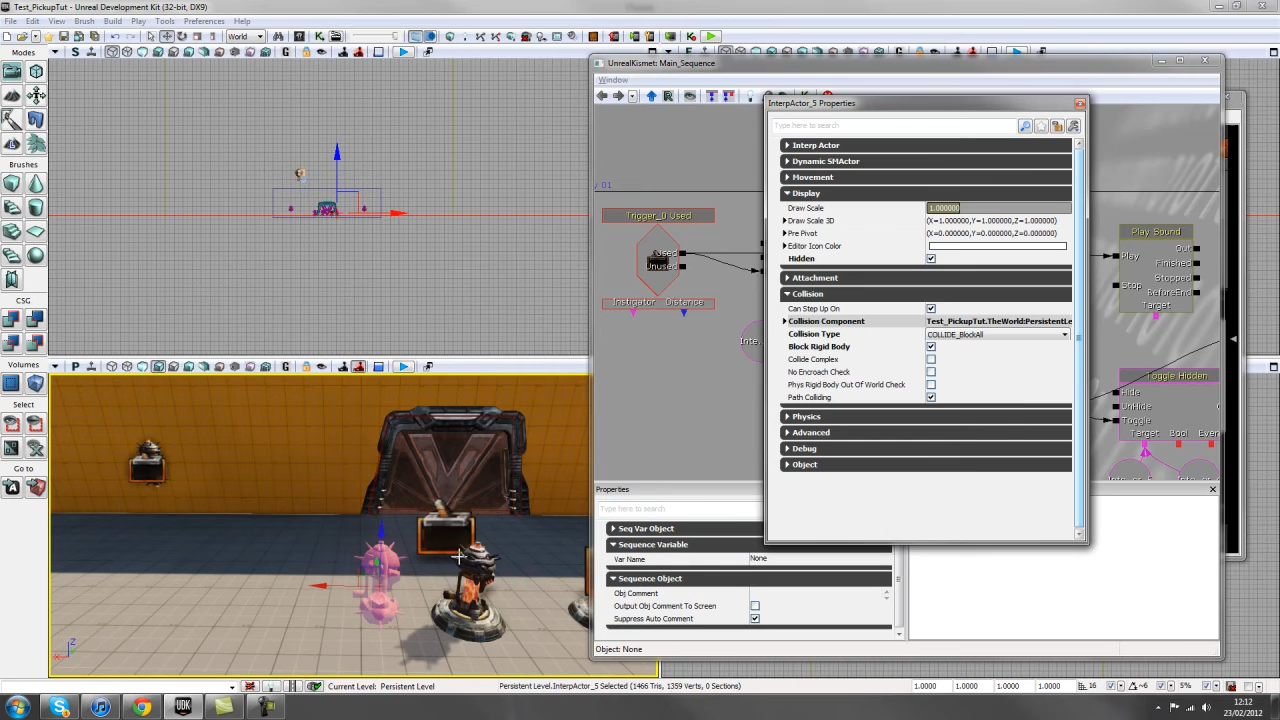 Test_PickupTut - Unreal Development Kit (32-bit, DX9)
File Edit View Brush Build Play Tools Preferences Help
World
Modes
Brushes
CSG
Volumes
Select
Go to
S
G
P
G
UnrealKismet: Main_Sequence
Window
R
01
Trigger_0 Used
Used
Unused
Instigator Distance
Inte.
Play Sound
Play
Stop
Out
Finished
Stopped
BeforeEnd
Target
Toggle Hidden
Hide
Toggle
Target Bool Event
InterpActor_5 Properties
Type here to search
Interp Actor
Dynamic SMActor
Movement
Display
Draw Scale 1.000000
Draw Scale 3D (X=1.000000,Y=1.000000,Z=1.000000)
Pre Pivot (X=0.000000,Y=0.000000,Z=0.000000)
Editor Icon Color
Hidden
Attachment
Collision
Can Step Up On
Collision Component Test_PickupTut.TheWorld:PersistentLe
Collision Type COLLIDE_BlockAll
Block Rigid Body
Collide Complex
No Encroach Check
Phys Rigid Body Out Of World Check
Path Colliding
Physics
Advanced
Debug
Object
Properties
Type here to search
Seq Var Object
Sequence Variable
Var Name None
Sequence Object
Obj Comment
Output Obj Comment To Screen
Suppress Auto Comment
Object: None
Z
X
Current Level: Persistent Level
Persistent Level.InterpActor_5 Selected (1466 Tris, 1359 Verts, 0 Sections)
1.0000 1.0000 1.0000 1.0000 16 ~6 5%
UDK
12:12
23/02/2012